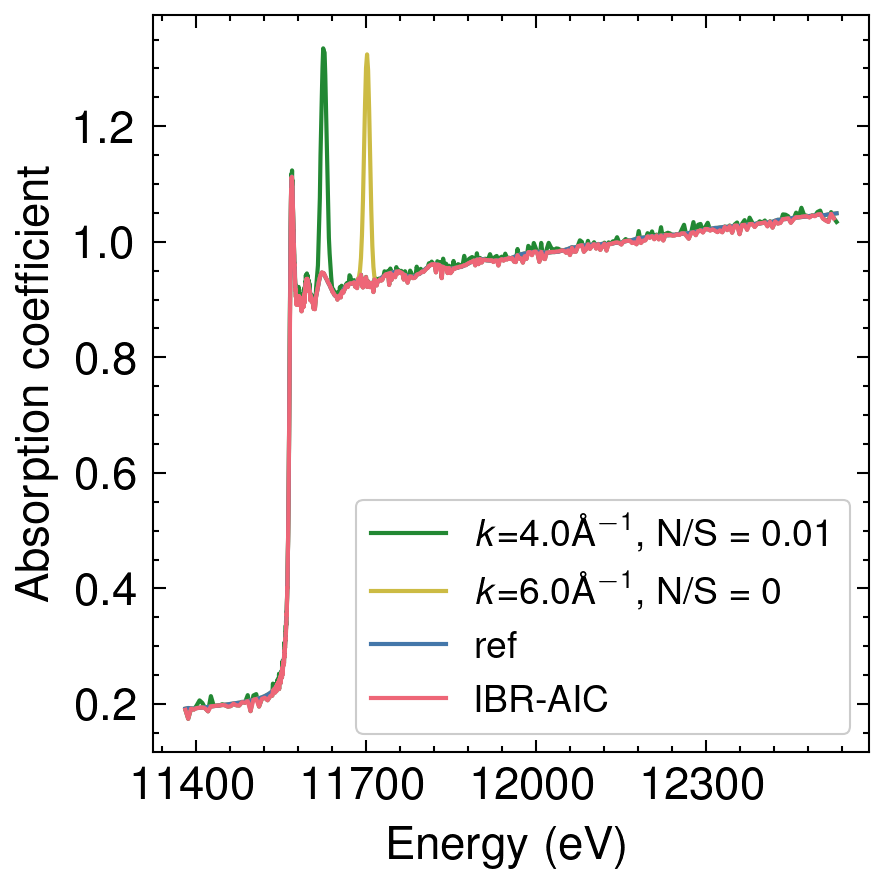 Absorption coefficient
1.2
1.0
0.8
0.6
0.4
0.2
k=4.0Å⁻¹, N/S = 0.01
k=6.0Å⁻¹, N/S = 0
ref
IBR-AIC
11400 11700 12000 12300
Energy (eV)